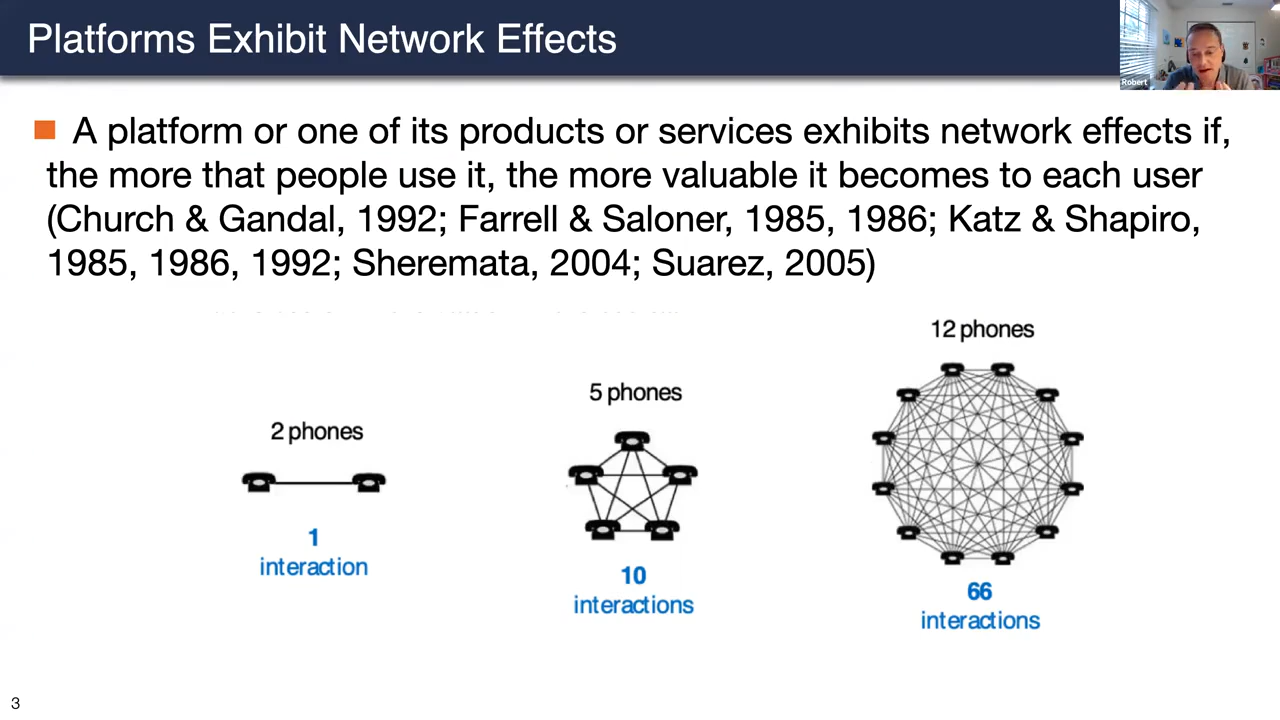 Platforms Exhibit Network Effects
Robert
A platform or one of its products or services exhibits network effects if,
the more that people use it, the more valuable it becomes to each user
(Church & Gandal, 1992; Farrell & Saloner, 1985, 1986; Katz & Shapiro,
1985, 1986, 1992; Sheremata, 2004; Suarez, 2005)
2 phones
1
interaction
5 phones
10
interactions
12 phones
66
interactions
3